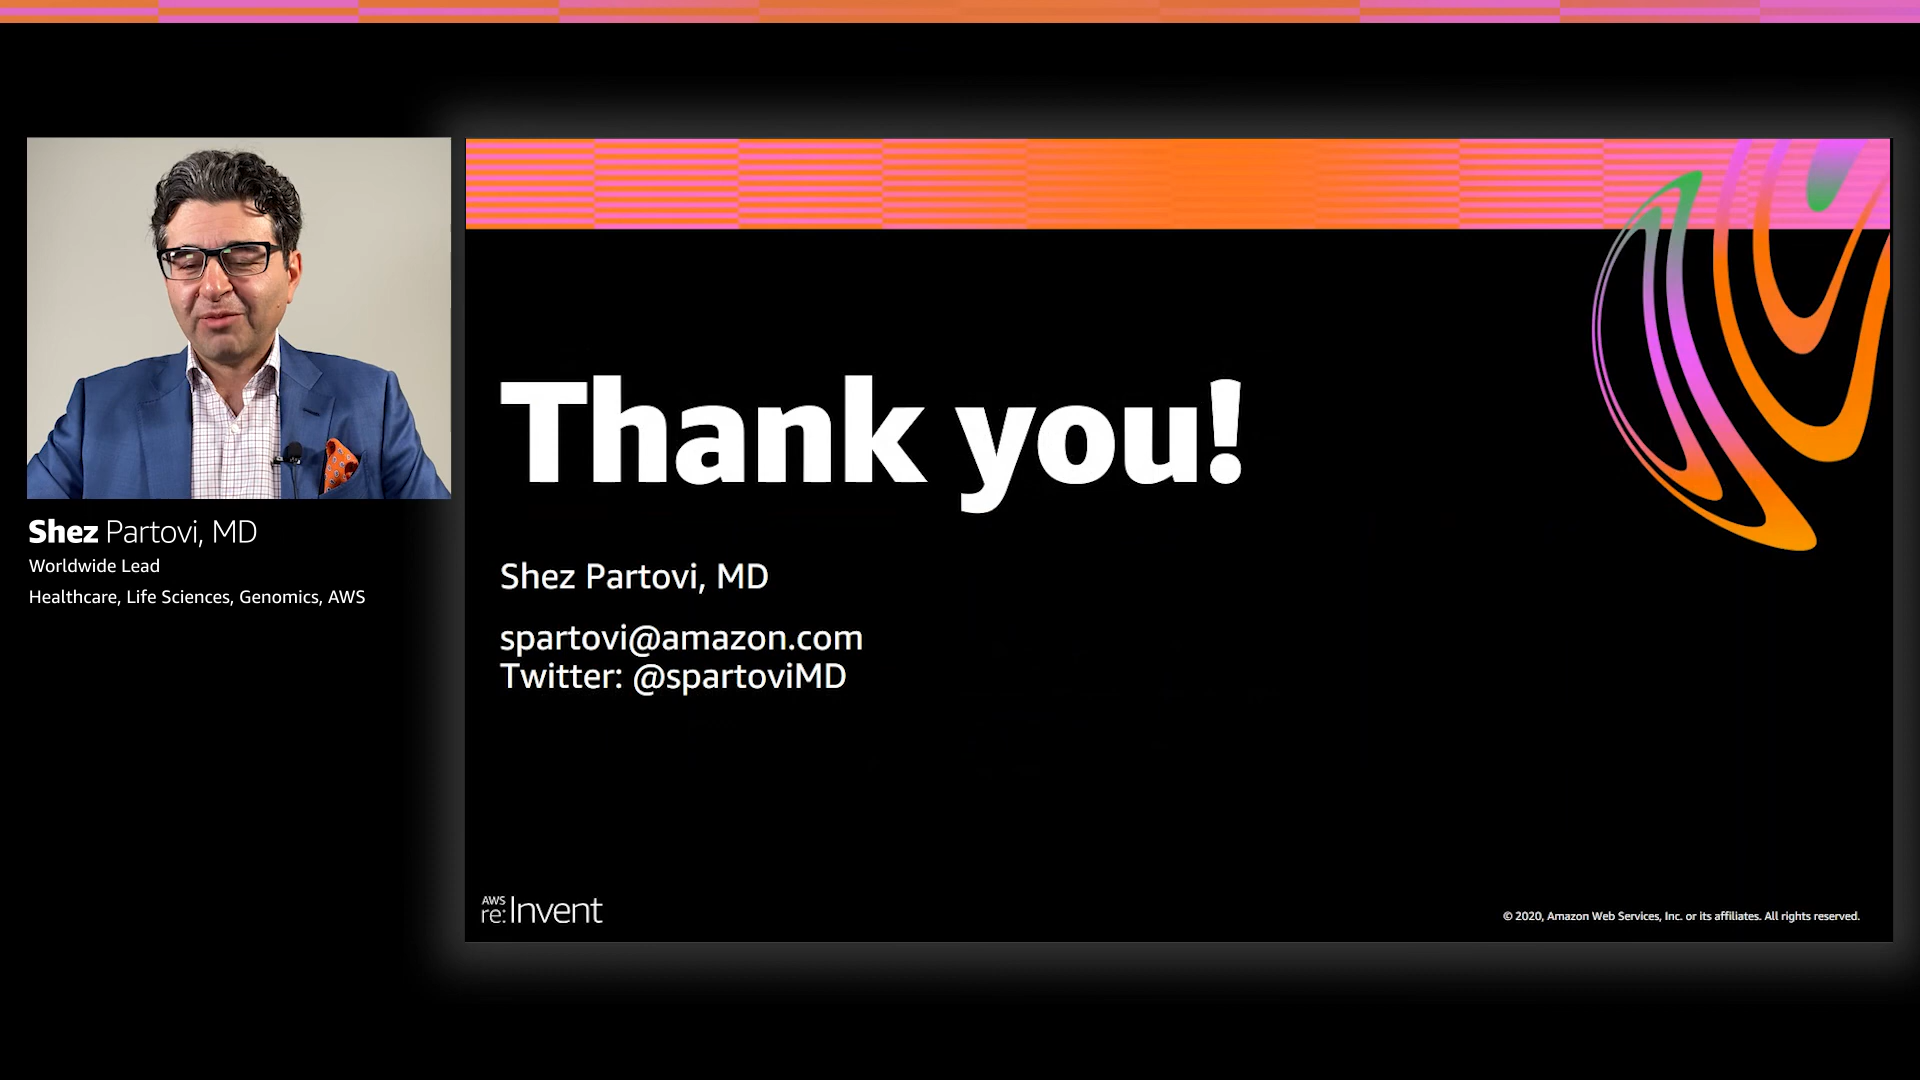 Shez Partovi, MD
Worldwide Lead
Healthcare, Life Sciences, Genomics, AWS
Thank you!
Shez Partovi, MD
spartovi@amazon.com
Twitter: @spartoviMD
AWS
re:Invent
© 2020, Amazon Web Services, Inc. or its affiliates. All rights reserved.